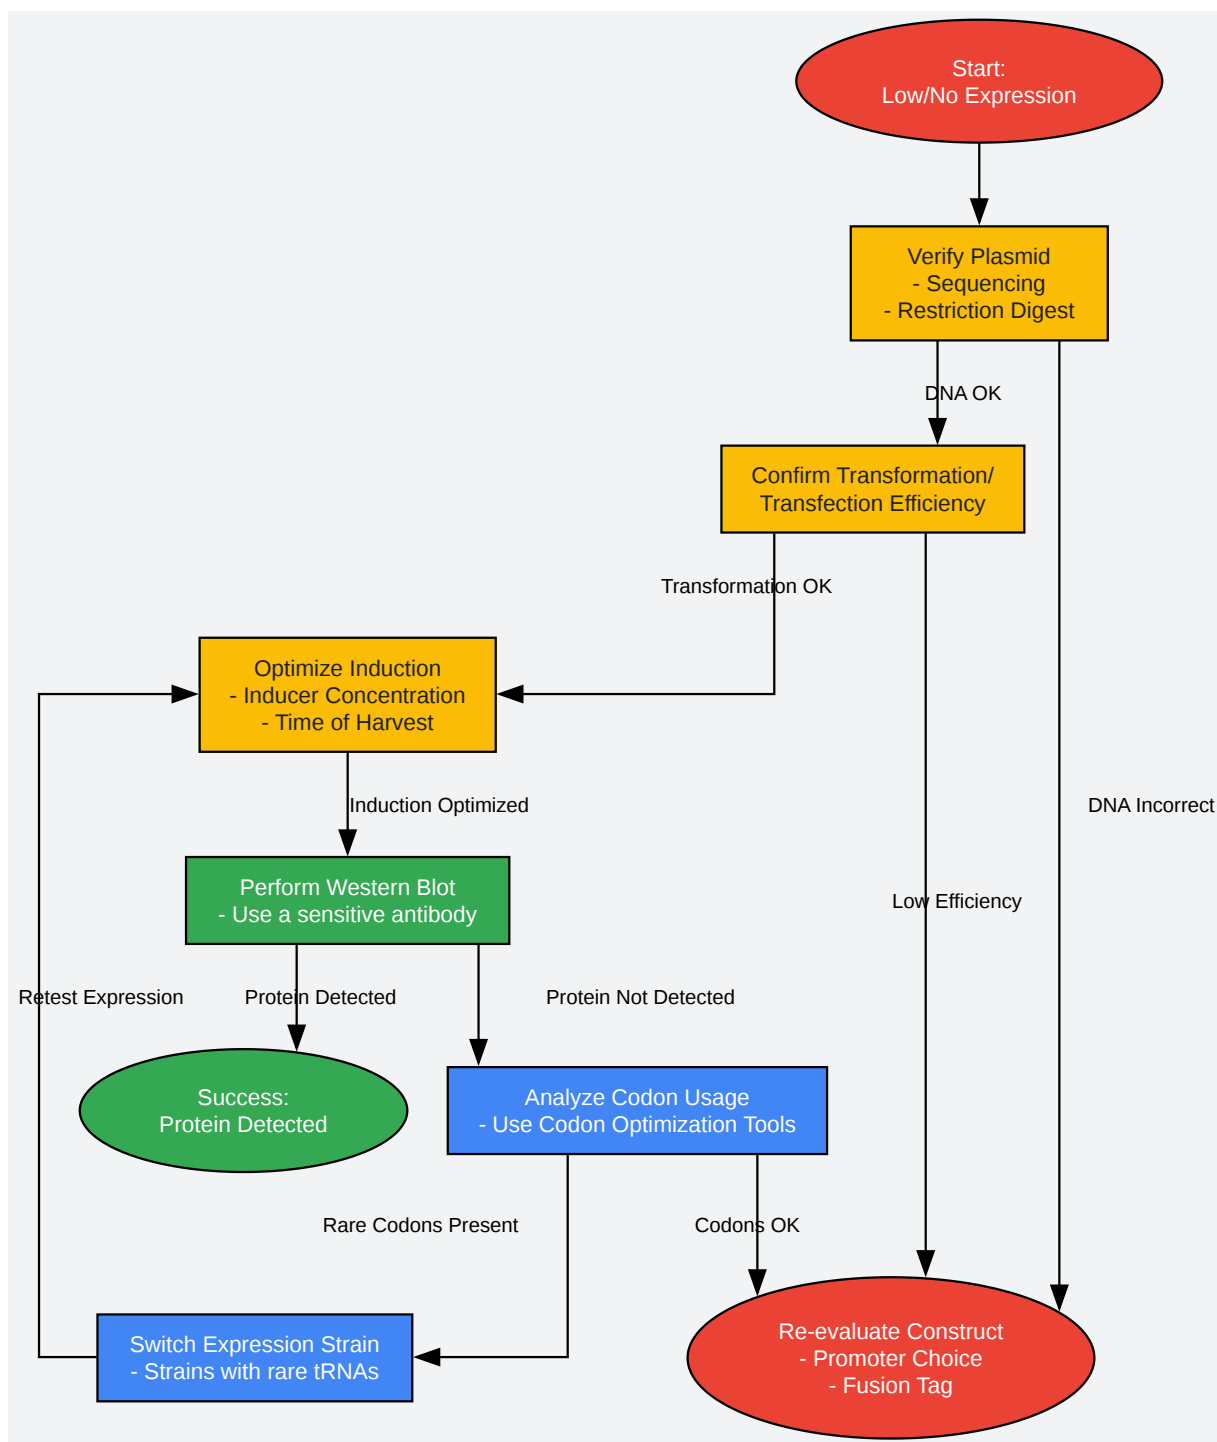 Start:
Low/No Expression
Verify Plasmid
- Sequencing
- Restriction Digest
DNA OK
Confirm Transformation/
Transfection Efficiency
Transformation OK
Optimize Induction
- Inducer Concentration
- Time of Harvest
Induction Optimized
DNA Incorrect
Perform Western Blot
- Use a sensitive antibody
Low Efficiency
Retest Expression
Protein Detected
Protein Not Detected
Success:
Protein Detected
Analyze Codon Usage
- Use Codon Optimization Tools
Rare Codons Present
Codons OK
Switch Expression Strain
- Strains with rare tRNAs
Re-evaluate Construct
- Promoter Choice
- Fusion Tag